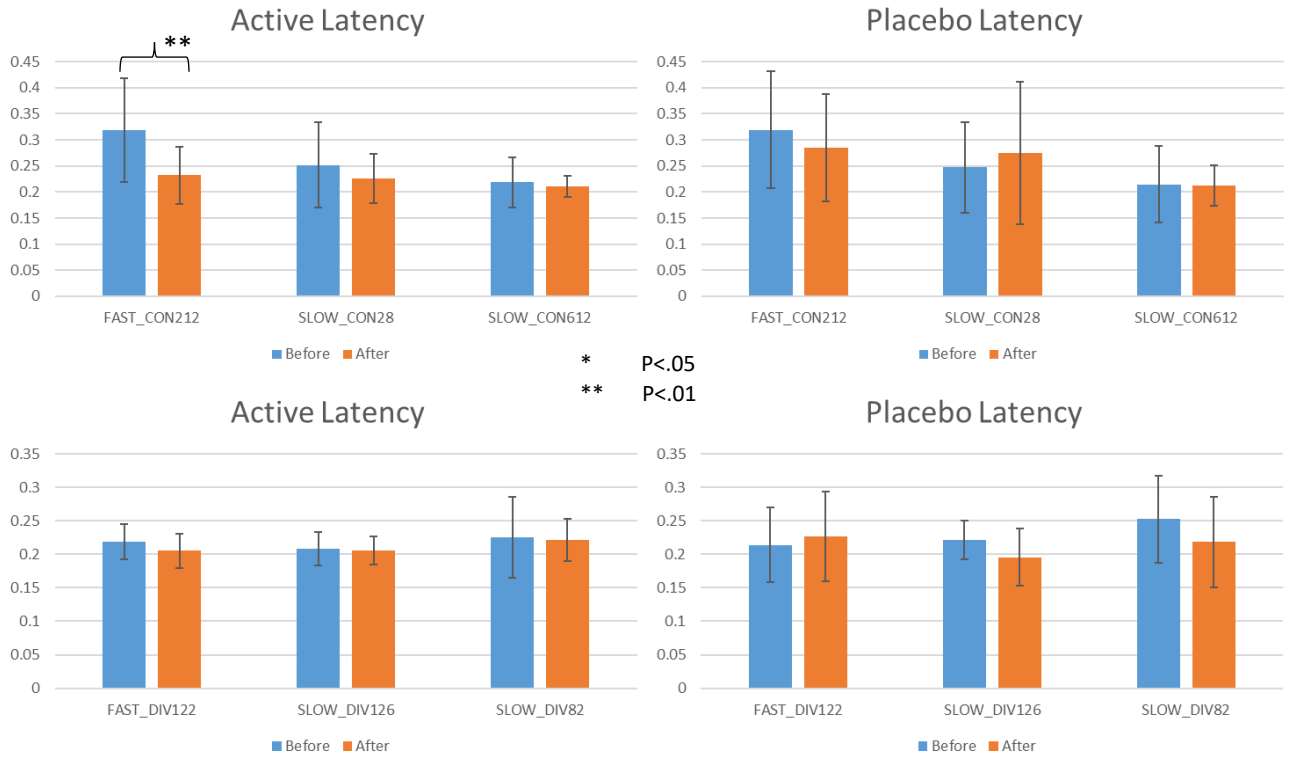 Active Latency
**
0.45
0.4
0.35
0.3
0.25
0.2
0.15
0.1
0.05
0
FAST_CON212 SLOW_CON28 SLOW_CON612
Before After
Placebo Latency
0.45
0.4
0.35
0.3
0.25
0.2
0.15
0.1
0.05
0
FAST_CON212 SLOW_CON28 SLOW_CON612
Before After
* P<.05
** P<.01
Active Latency
0.35
0.3
0.25
0.2
0.15
0.1
0.05
0
FAST_DIV122 SLOW_DIV126 SLOW_DIV82
Before After
Placebo Latency
0.35
0.3
0.25
0.2
0.15
0.1
0.05
0
FAST_DIV122 SLOW_DIV126 SLOW_DIV82
Before After